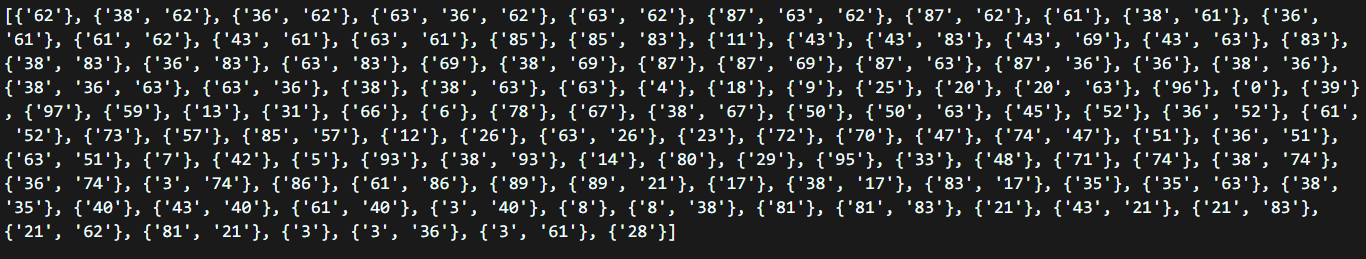 [{'62'}, {'38', '62'}, {'36', '62'}, {'63', '36', '62'}, {'63', '62'}, {'87', '63', '62'}, {'87', '62'}, {'61'}, {'38', '61'}, {'36',
'61'}, {'61', '62'}, {'43', '61'}, {'63', '61'}, {'85'}, {'85', '83'}, {'11'}, {'43'}, {'43', '83'}, {'43', '69'}, {'43', '63'}, {'83'},
{'38', '83'}, {'36', '83'}, {'63', '83'}, {'69'}, {'38', '69'}, {'87'}, {'87', '69'}, {'87', '63'}, {'87', '36'}, {'36'}, {'38', '36'},
{'38', '36', '63'}, {'63', '36'}, {'38'}, {'38', '63'}, {'63'}, {'4'}, {'18'}, {'9'}, {'25'}, {'20'}, {'20', '63'}, {'96'}, {'0'}, {'39'}
, {'97'}, {'59'}, {'13'}, {'31'}, {'66'}, {'6'}, {'78'}, {'67'}, {'38', '67'}, {'50'}, {'50', '63'}, {'45'}, {'52'}, {'36', '52'}, {'61',
'52'}, {'73'}, {'57'}, {'85', '57'}, {'12'}, {'26'}, {'63', '26'}, {'23'}, {'72'}, {'70'}, {'47'}, {'74', '47'}, {'51'}, {'36', '51'},
{'63', '51'}, {'7'}, {'42'}, {'5'}, {'93'}, {'38', '93'}, {'14'}, {'80'}, {'29'}, {'95'}, {'33'}, {'48'}, {'71'}, {'74'}, {'38', '74'},
{'36', '74'}, {'3', '74'}, {'86'}, {'61', '86'}, {'89'}, {'89', '21'}, {'17'}, {'38', '17'}, {'83', '17'}, {'35'}, {'35', '63'}, {'38',
'35'}, {'40'}, {'43', '40'}, {'61', '40'}, {'3', '40'}, {'8'}, {'8', '38'}, {'81'}, {'81', '83'}, {'21'}, {'43', '21'}, {'21', '83'},
{'21', '62'}, {'81', '21'}, {'3'}, {'3', '36'}, {'3', '61'}, {'28'}]